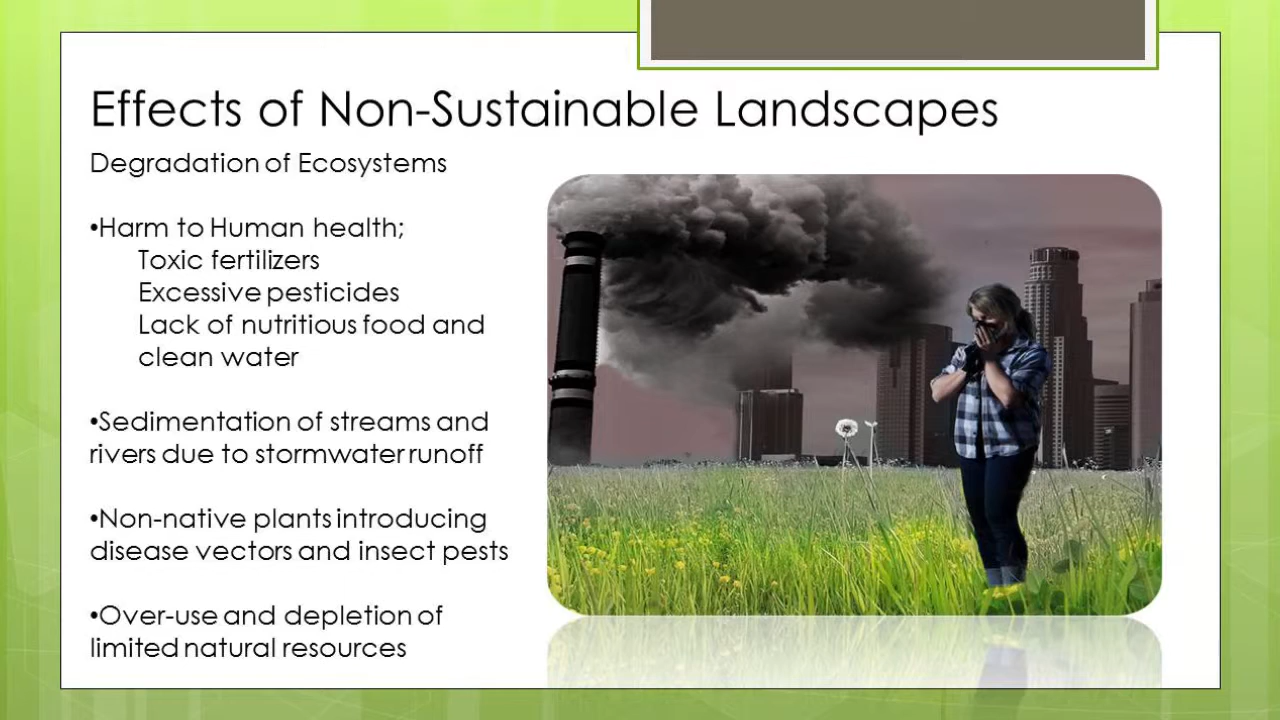 Effects of Non-Sustainable Landscapes
Degradation of Ecosystems
•Harm to Human health;
Toxic fertilizers
Excessive pesticides
Lack of nutritious food and
clean water
•Sedimentation of streams and
rivers due to stormwater runoff
•Non-native plants introducing
disease vectors and insect pests
•Over-use and depletion of
limited natural resources